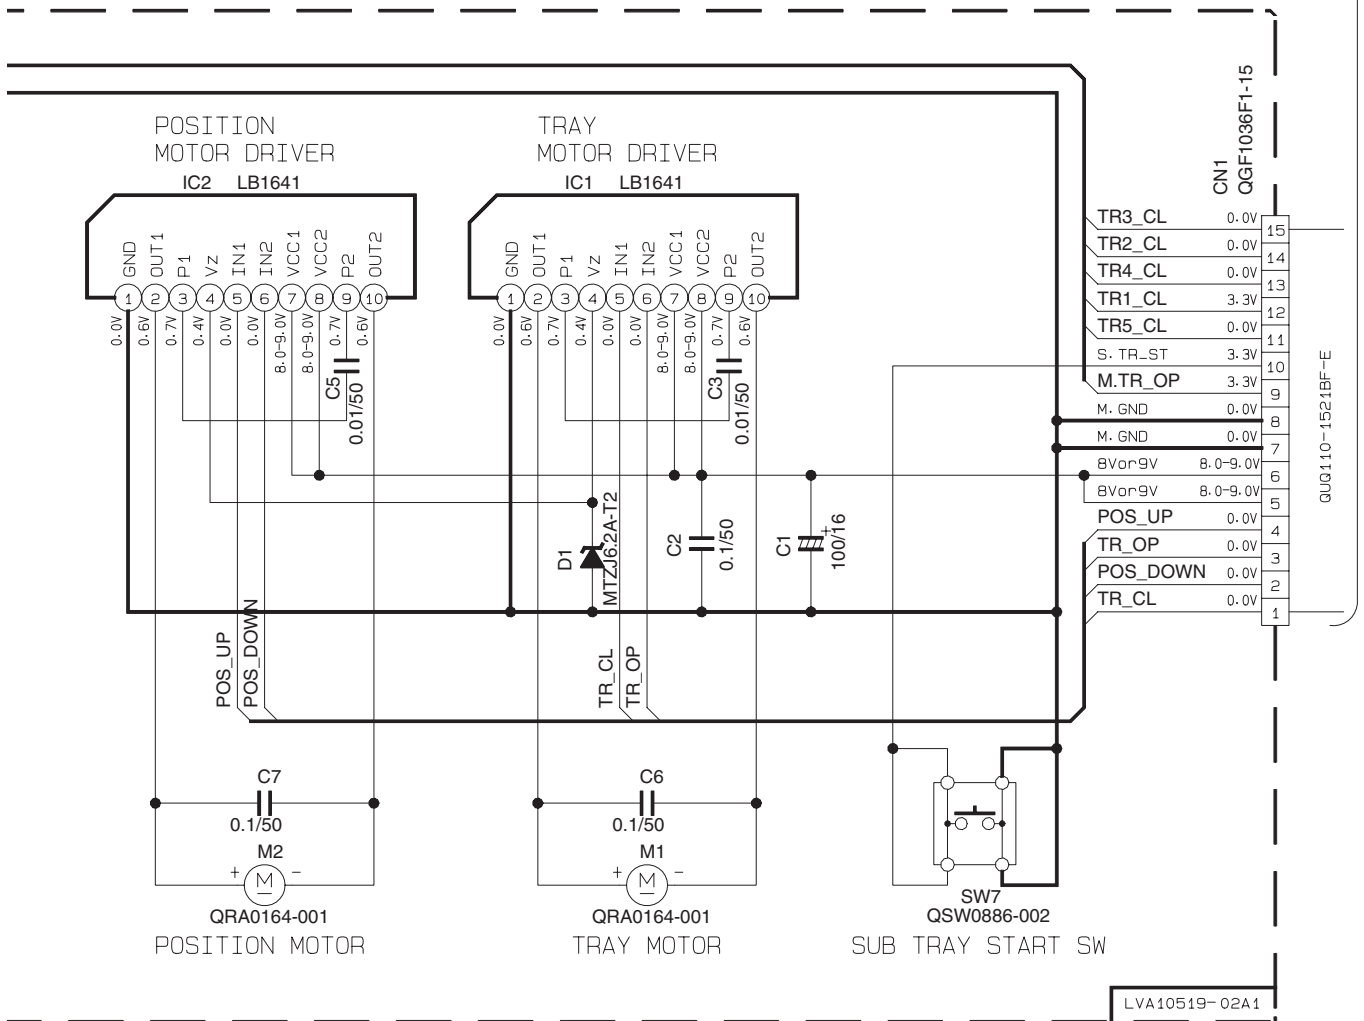 POSITION
MOTOR DRIVER
IC2 LB1641
GND
OUT1
P1
Vz
IN1
IN2
VCC1
VCC2
P2
OUT2
1 2 3 4 5 6 7 8 9 10
0.0V
0.6V
0.7V
0.4V
0.0V
0.0V
8.0-9.0V
8.0-9.0V
0.7V
0.6V
C5
0.01/50
TRAY
MOTOR DRIVER
IC1 LB1641
GND
OUT1
P1
Vz
IN1
IN2
VCC1
VCC2
P2
OUT2
1 2 3 4 5 6 7 8 9 10
0.0V
0.6V
0.7V
0.4V
0.0V
0.0V
8.0-9.0V
8.0-9.0V
0.7V
0.6V
C3
0.01/50
CN1
QGF1036F1-15
TR3_CL 0.0V 15
TR2_CL 0.0V 14
TR4_CL 0.0V 13
TR1_CL 3.3V 12
TR5_CL 0.0V 11
S.TR_ST 3.3V 10
M.TR_OP 3.3V 9
M.GND 0.0V 8
M.GND 0.0V 7
8Vor9V 8.0-9.0V 6
8Vor9V 8.0-9.0V 5
POS_UP 0.0V 4
TR_OP 0.0V 3
POS_DOWN 0.0V 2
TR_CL 0.0V 1
QUQ110-1521BF-E
D1
MTZJ6.2A-T2
C2
0.1/50
C1
+
100/16
POS_UP
POS_DOWN
TR_CL
TR_OP
C7
0.1/50
M2
+ M -
QRA0164-001
POSITION MOTOR
C6
0.1/50
M1
+ M -
QRA0164-001
TRAY MOTOR
SW7
QSW0886-002
SUB TRAY START SW
LVA10519-02A1